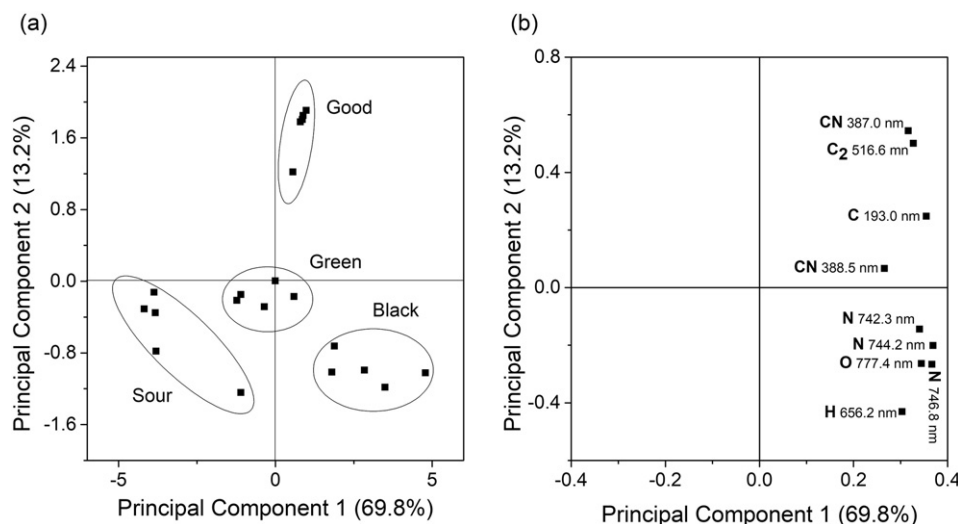 (a)
2.4
1.6
0.8
0.0
-0.8
-1.6
Principal Component 2 (13.2%)
Good
Green
Black
Sour
-5
0
5
Principal Component 1 (69.8%)
(b)
0.8
0.4
0.0
-0.4
Principal Component 2 (13.2%)
CN 387.0 nm
C2 516.6 mn
C 193.0 nm
CN 388.5 nm
N 742.3 nm
N 744.2 nm
O 777.4 nm
N 746.8 nm
H 656.2 nm
-0.4
-0.2
0.0
0.2
0.4
Principal Component 1 (69.8%)